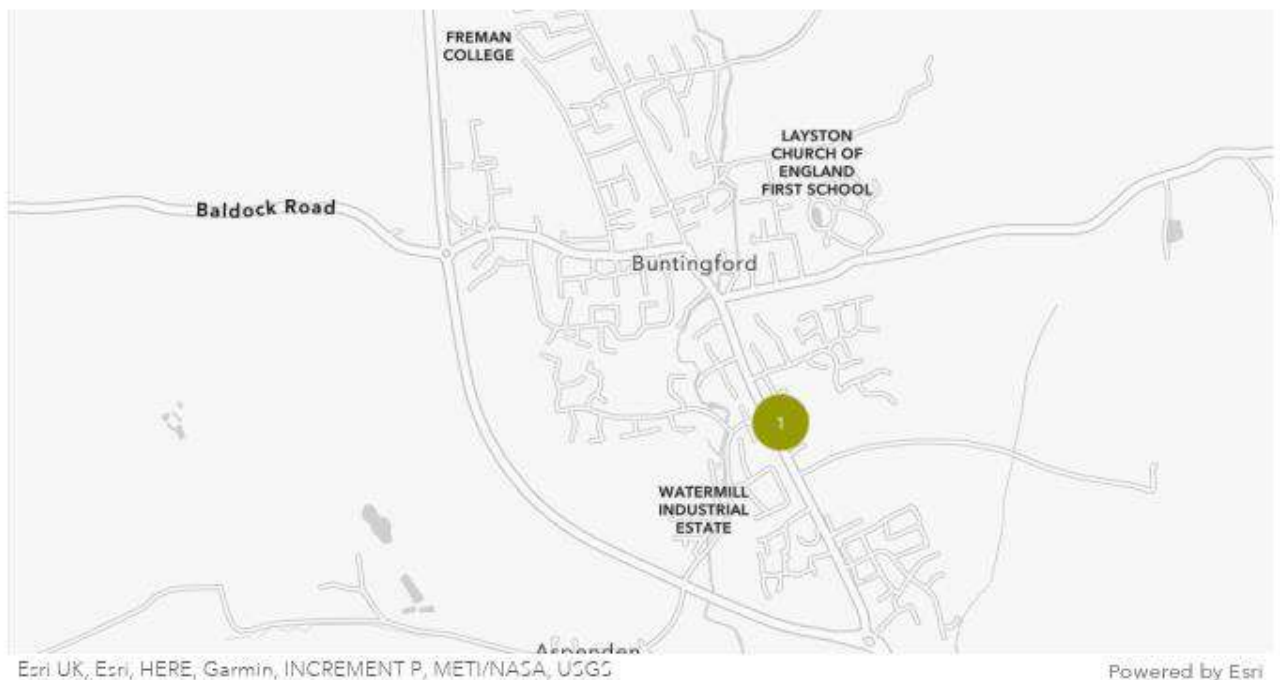 FREMAN
COLLEGE
LAYSTON
CHURCH OF
ENGLAND
FIRST SCHOOL
Baldock Road
Buntingford
1
WATERMILL
INDUSTRIAL
ESTATE
Aspenden
Esri UK, Esri, HERE, Garmin, INCREMENT P, METI/NASA, USGS
Powered by Esri